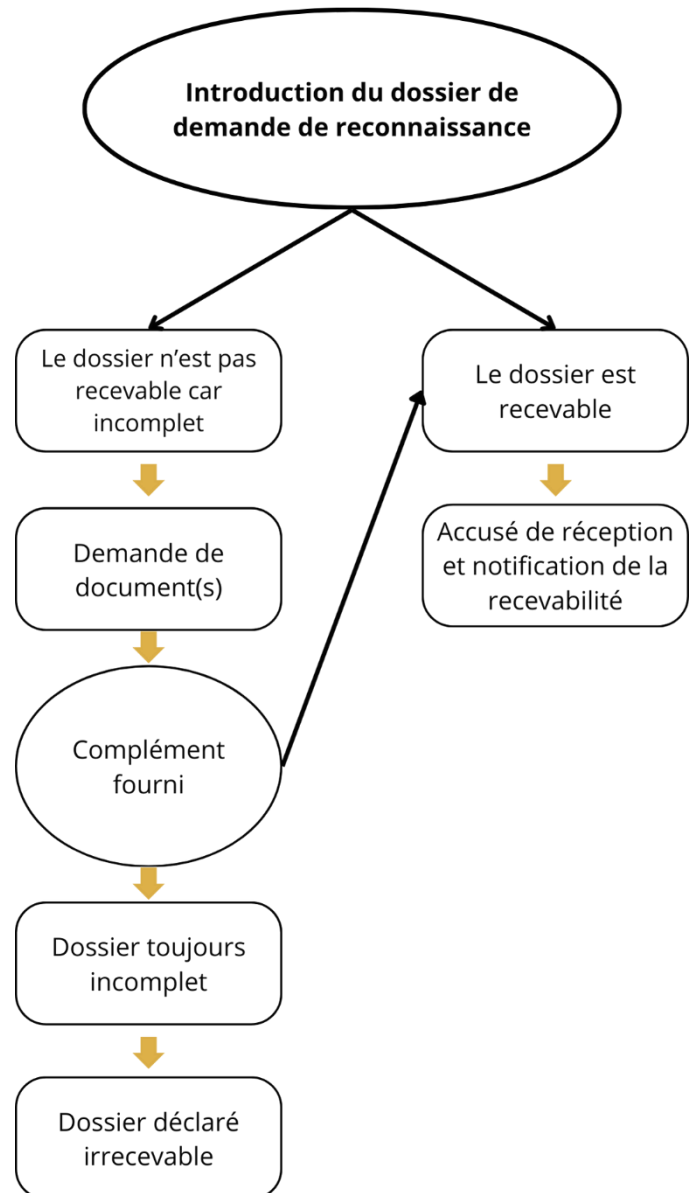 Introduction du dossier de
demande de reconnaissance
Le dossier n’est pas
recevable car
incomplet
Le dossier est
recevable
Demande de
document(s)
Accusé de réception
et notification de la
recevabilité
Complément
fourni
Dossier toujours
incomplet
Dossier déclaré
irrecevable